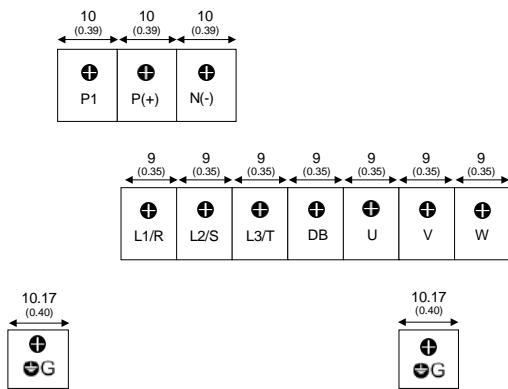 10 10 10
(0.39) (0.39) (0.39)
P1 P(+) N(-)
9 9 9 9 9 9 9
(0.35) (0.35) (0.35) (0.35) (0.35) (0.35) (0.35)
L1/R L2/S L3/T DB U V W
10.17 10.17
(0.40) (0.40)
G G